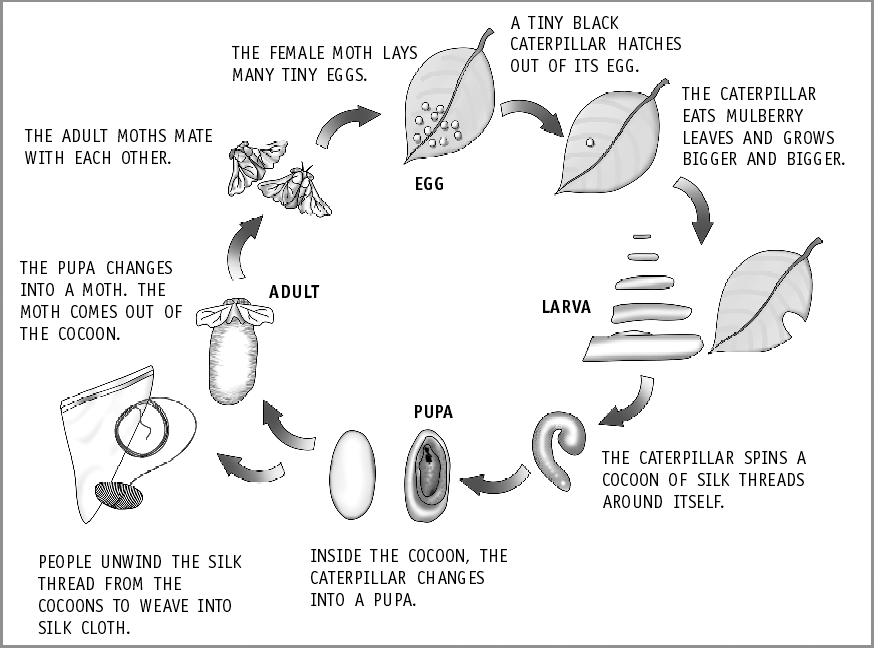 THE FEMALE MOTH LAYS
MANY TINY EGGS.
A TINY BLACK
CATERPILLAR HATCHES
OUT OF ITS EGG.
THE CATERPILLAR
EATS MULBERRY
LEAVES AND GROWS
BIGGER AND BIGGER.
THE ADULT MOTHS MATE
WITH EACH OTHER.
EGG
THE PUPA CHANGES
INTO A MOTH. THE
MOTH COMES OUT OF
THE COCOON.
ADULT
LARVA
PUPA
THE CATERPILLAR SPINS A
COCOON OF SILK THREADS
AROUND ITSELF.
INSIDE THE COCOON, THE
CATERPILLAR CHANGES
INTO A PUPA.
PEOPLE UNWIND THE SILK
THREAD FROM THE
COCOONS TO WEAVE INTO
SILK CLOTH.